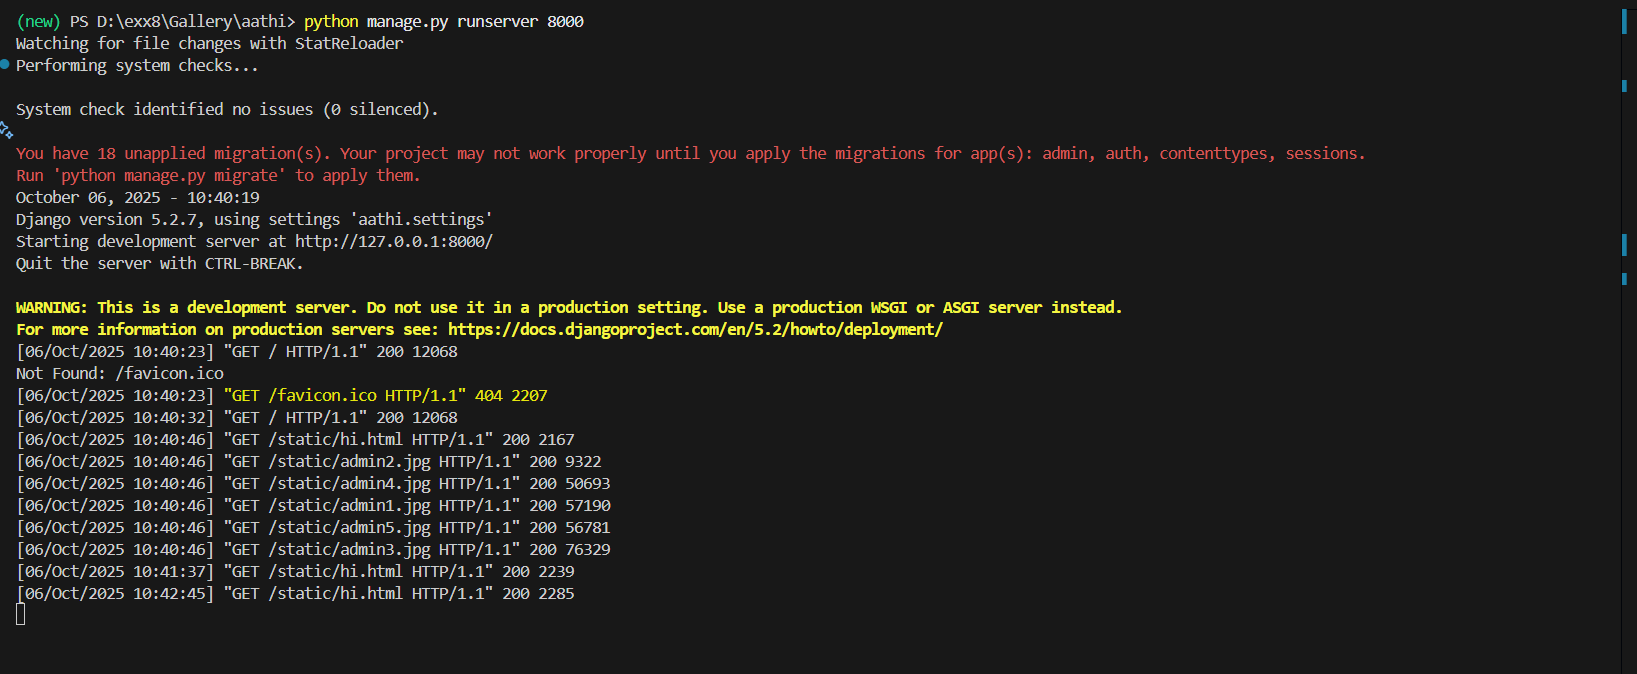 (new) PS D:\exx8\Gallery\aathi> python manage.py runserver 8000
Watching for file changes with StatReloader
Performing system checks...
System check identified no issues (0 silenced).
You have 18 unapplied migration(s). Your project may not work properly until you apply the migrations for app(s): admin, auth, contenttypes, sessions.
Run 'python manage.py migrate' to apply them.
October 06, 2025 - 10:40:19
Django version 5.2.7, using settings 'aathi.settings'
Starting development server at http://127.0.0.1:8000/
Quit the server with CTRL-BREAK.
WARNING: This is a development server. Do not use it in a production setting. Use a production WSGI or ASGI server instead.
For more information on production servers see: https://docs.djangoproject.com/en/5.2/howto/deployment/
[06/Oct/2025 10:40:23] "GET / HTTP/1.1" 200 12068
Not Found: /favicon.ico
[06/Oct/2025 10:40:23] "GET /favicon.ico HTTP/1.1" 404 2207
[06/Oct/2025 10:40:32] "GET / HTTP/1.1" 200 12068
[06/Oct/2025 10:40:46] "GET /static/hi.html HTTP/1.1" 200 2167
[06/Oct/2025 10:40:46] "GET /static/admin2.jpg HTTP/1.1" 200 9322
[06/Oct/2025 10:40:46] "GET /static/admin4.jpg HTTP/1.1" 200 50693
[06/Oct/2025 10:40:46] "GET /static/admin1.jpg HTTP/1.1" 200 57190
[06/Oct/2025 10:40:46] "GET /static/admin5.jpg HTTP/1.1" 200 56781
[06/Oct/2025 10:40:46] "GET /static/admin3.jpg HTTP/1.1" 200 76329
[06/Oct/2025 10:41:37] "GET /static/hi.html HTTP/1.1" 200 2239
[06/Oct/2025 10:42:45] "GET /static/hi.html HTTP/1.1" 200 2285